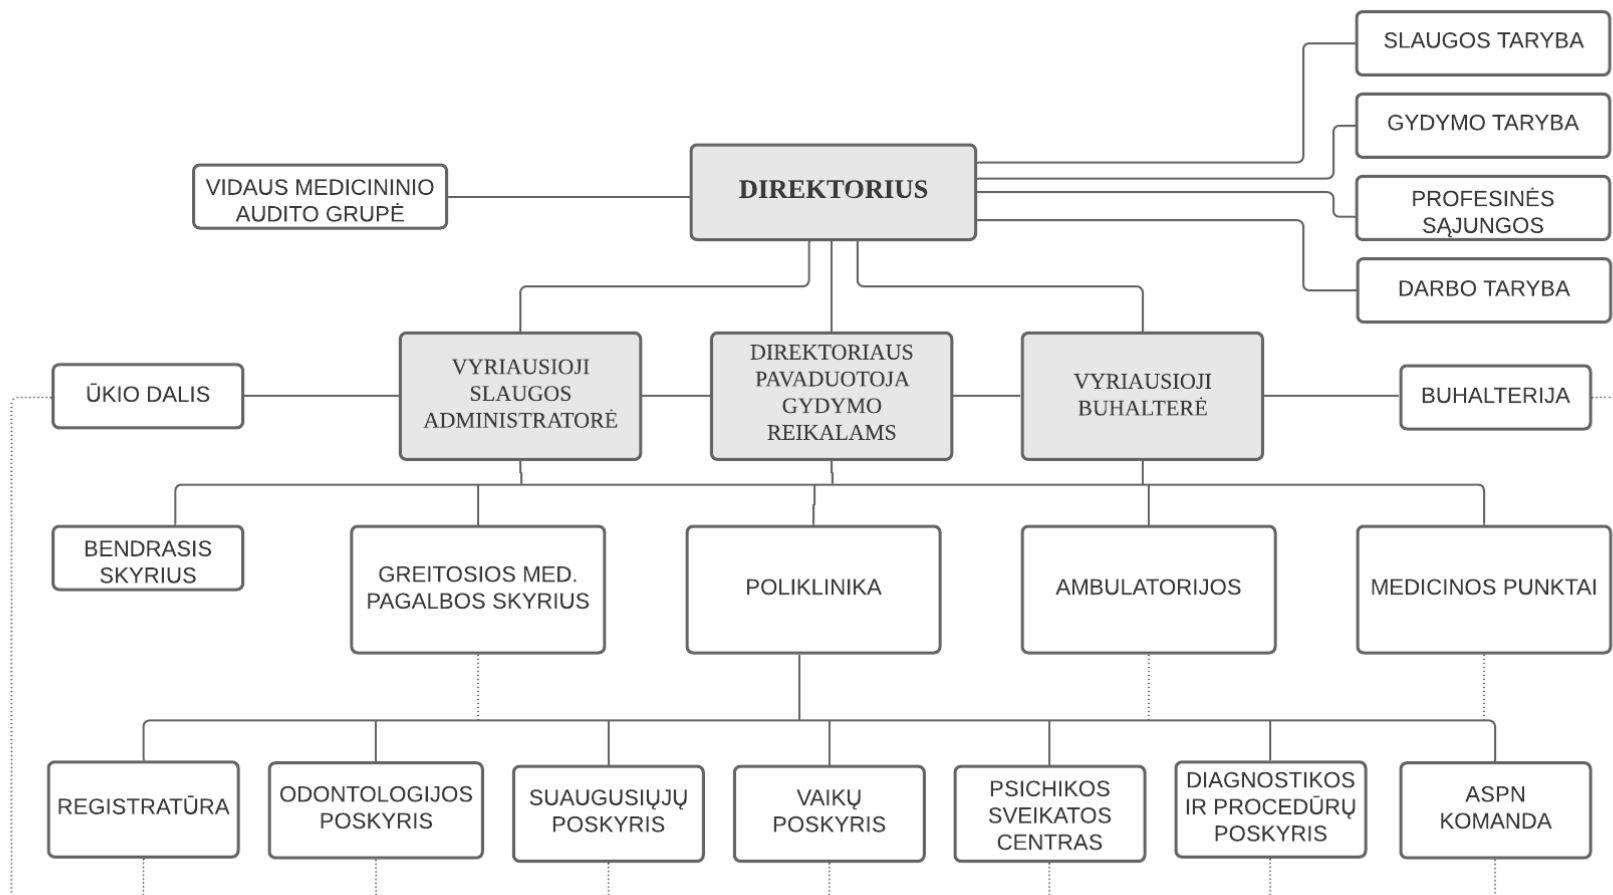 SLAUGOS TARYBA
GYDYMO TARYBA
PROFESINĖS
SĄJUNGOS
DARBO TARYBA
DIREKTORIUS
VIDAUS MEDICININIO
AUDITO GRUPĖ
ŪKIO DALIS
VYRIAUSIOJI
SLAUGOS
ADMINISTRATORĖ
DIREKTORIAUS
PAVADUOTOJA
GYDYMO
REIKALAMS
VYRIAUSIOJI
BUHALTERĖ
BUHALTERIJA
BENDRASIS
SKYRIUS
GREITOSIOS MED.
PAGALBOS SKYRIUS
POLIKLINIKA
AMBULATORIJOS
MEDICINOS PUNKTAI
REGISTRATŪRA
ODONTOLOGIJOS
POSKYRIS
SUAUGUSIŲJŲ
POSKYRIS
VAIKŲ
POSKYRIS
PSICHIKOS
SVEIKATOS
CENTRAS
DIAGNOSTIKOS
IR PROCEDŪRŲ
POSKYRIS
ASPN
KOMANDA